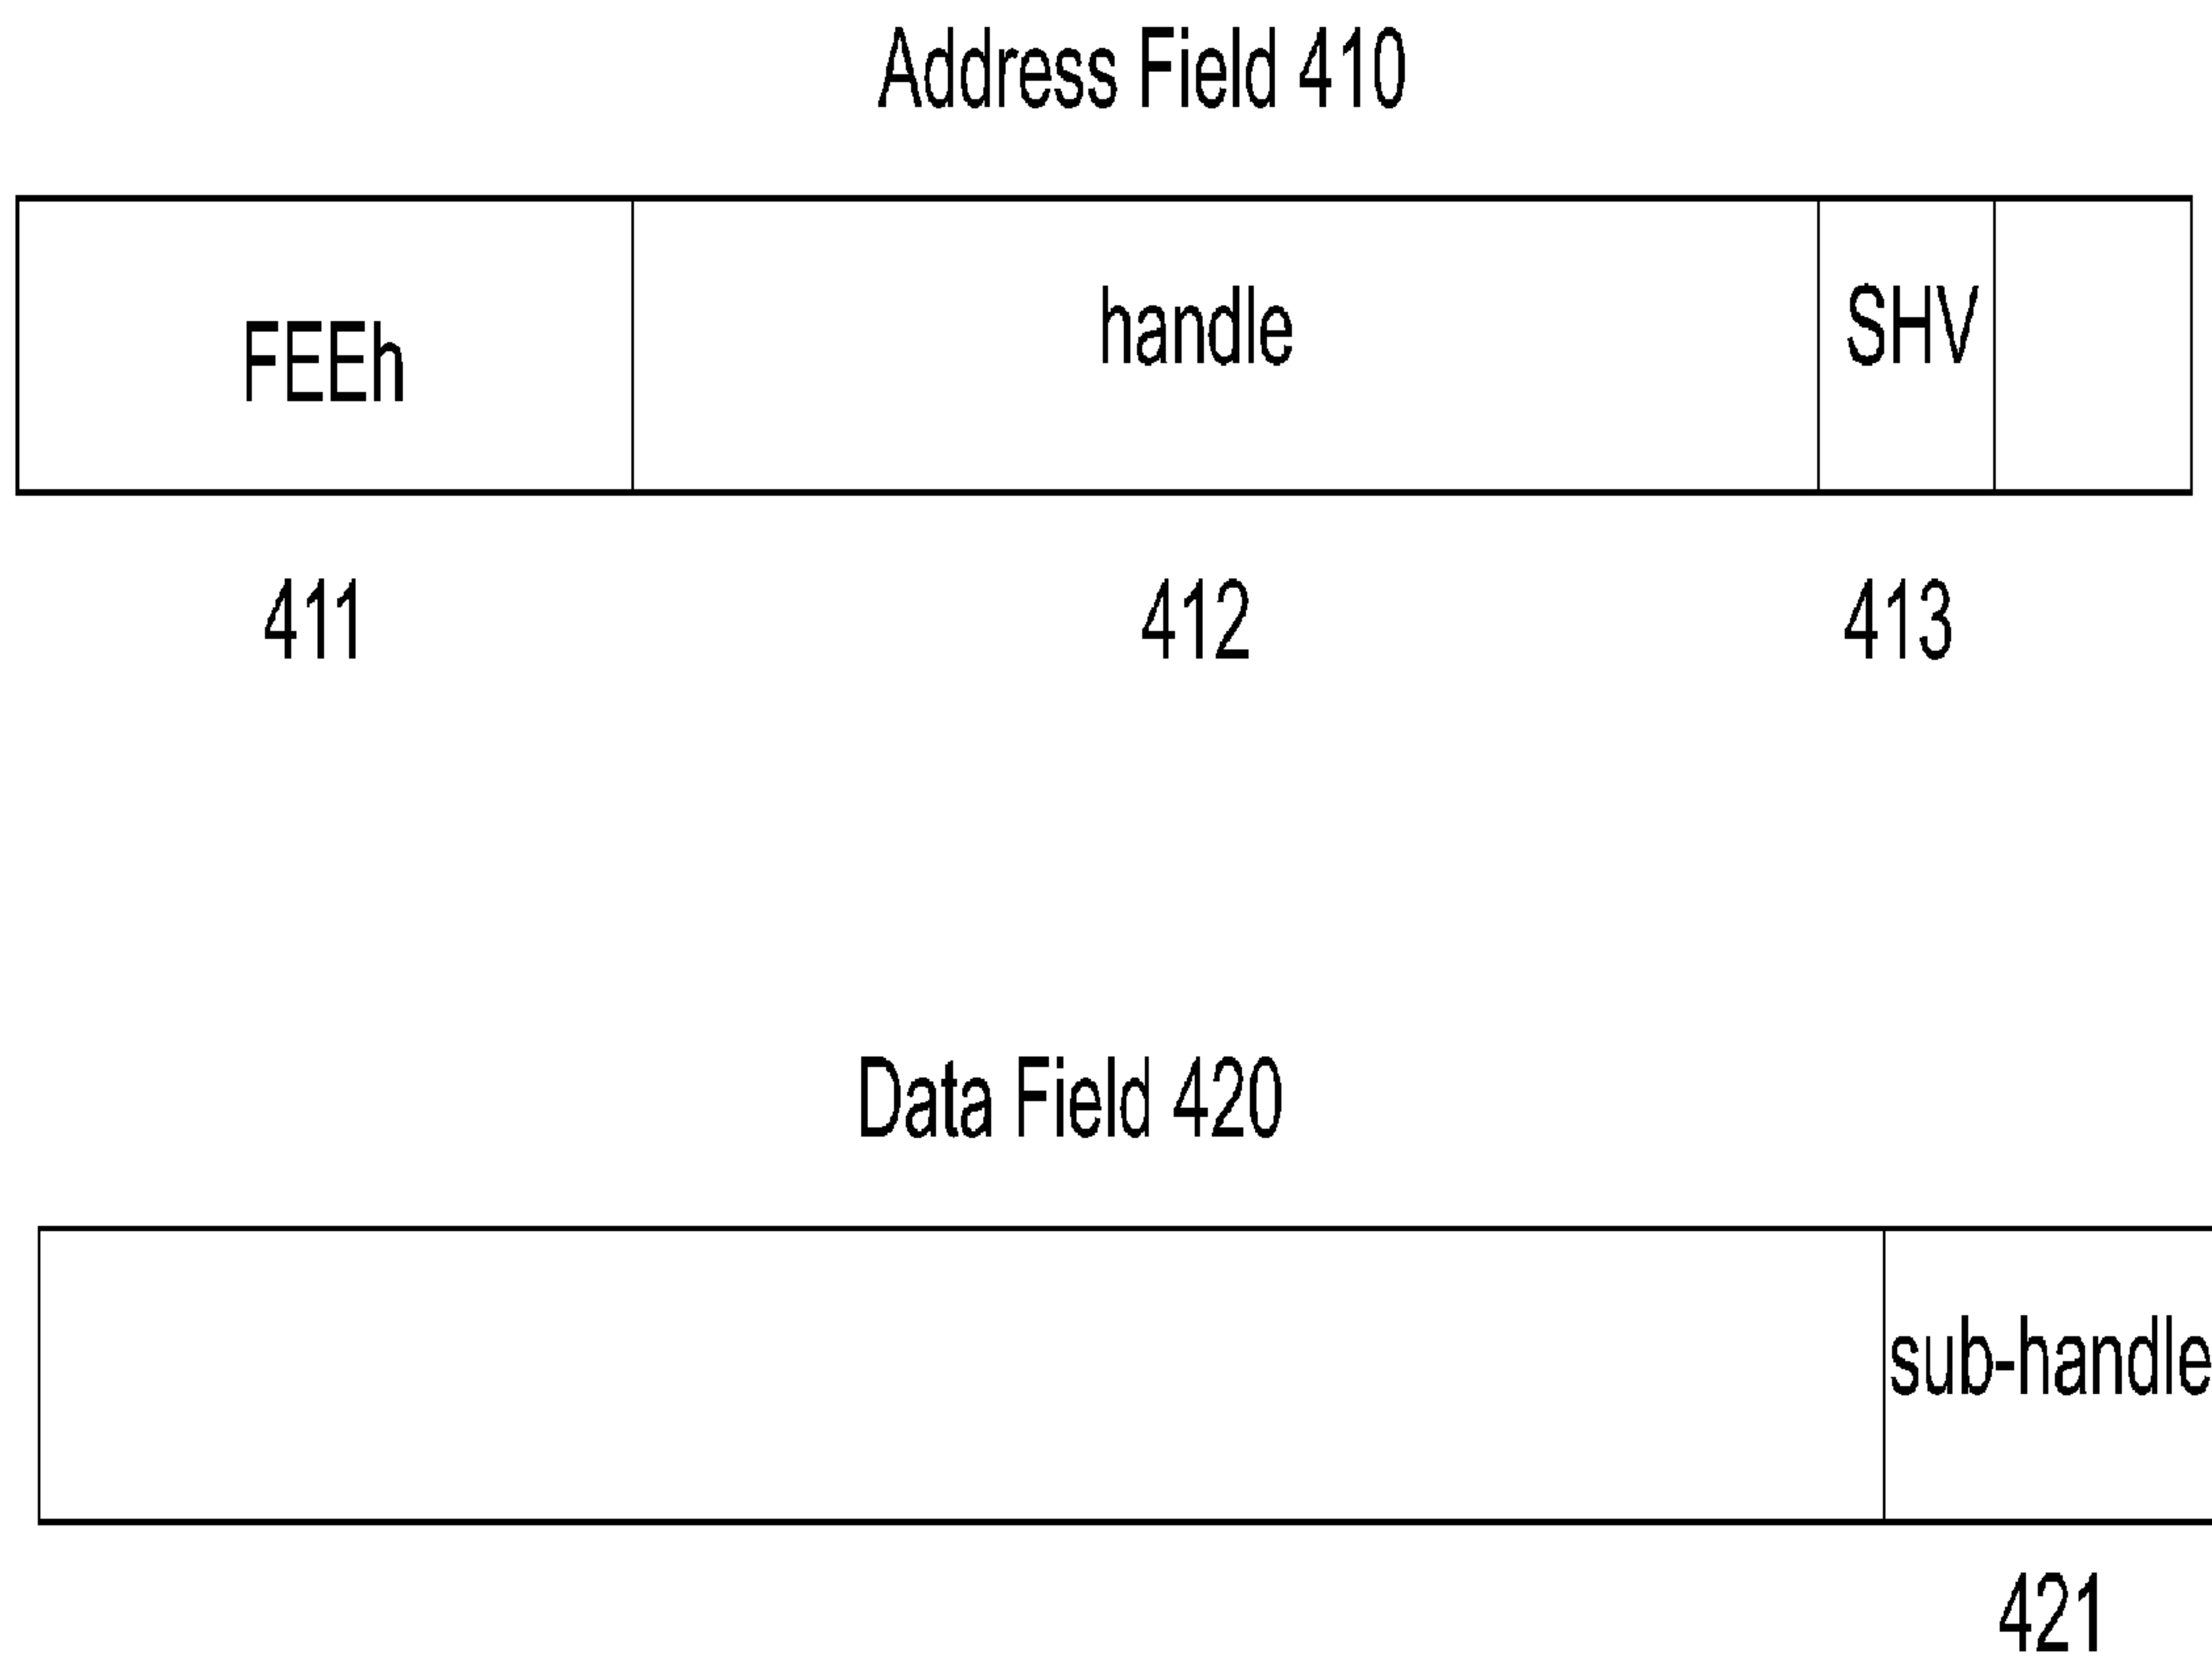 Address Field 410
FEEh handle SHV
411 412 413
Data Field 420
sub-handle
421